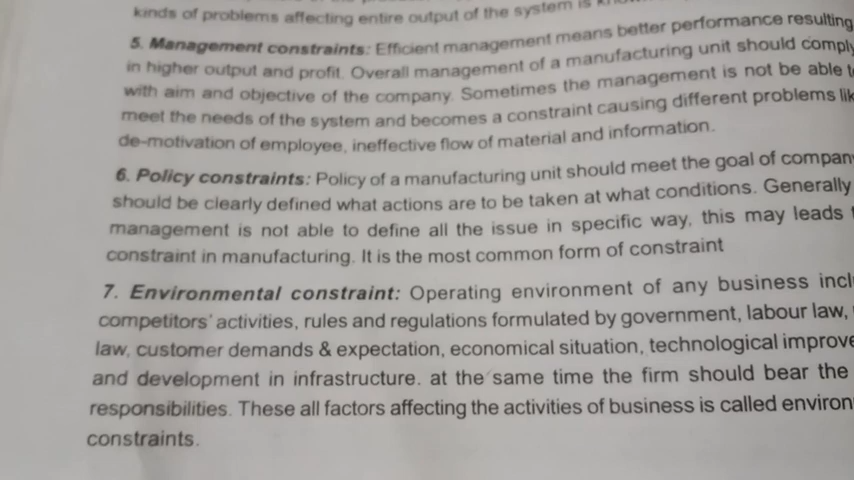 kinds of problems affecting entire output of the system is
5. Management constraints: Efficient management means better performance resulting
in higher output and profit. Overall management of a manufacturing unit should comply
with aim and objective of the company. Sometimes the management is not be able
meet the needs of the system and becomes a constraint causing different problems
de-motivation of employee, ineffective flow of material and information.
6. Policy constraints: Policy of a manufacturing unit should meet the goal of
should be clearly defined what actions are to be taken at what conditions. Generally
management is not able to define all the issue in specific way, this may leads
constraint in manufacturing. It is the most common form of constraint
7. Environmental constraint: Operating environment of any business
competitors' activities, rules and regulations formulated by government, labour law,
law, customer demands & expectation, economical situation, technological
and development in infrastructure. at the same time the firm should bear the
responsibilities. These all factors affecting the activities of business is called
constraints.